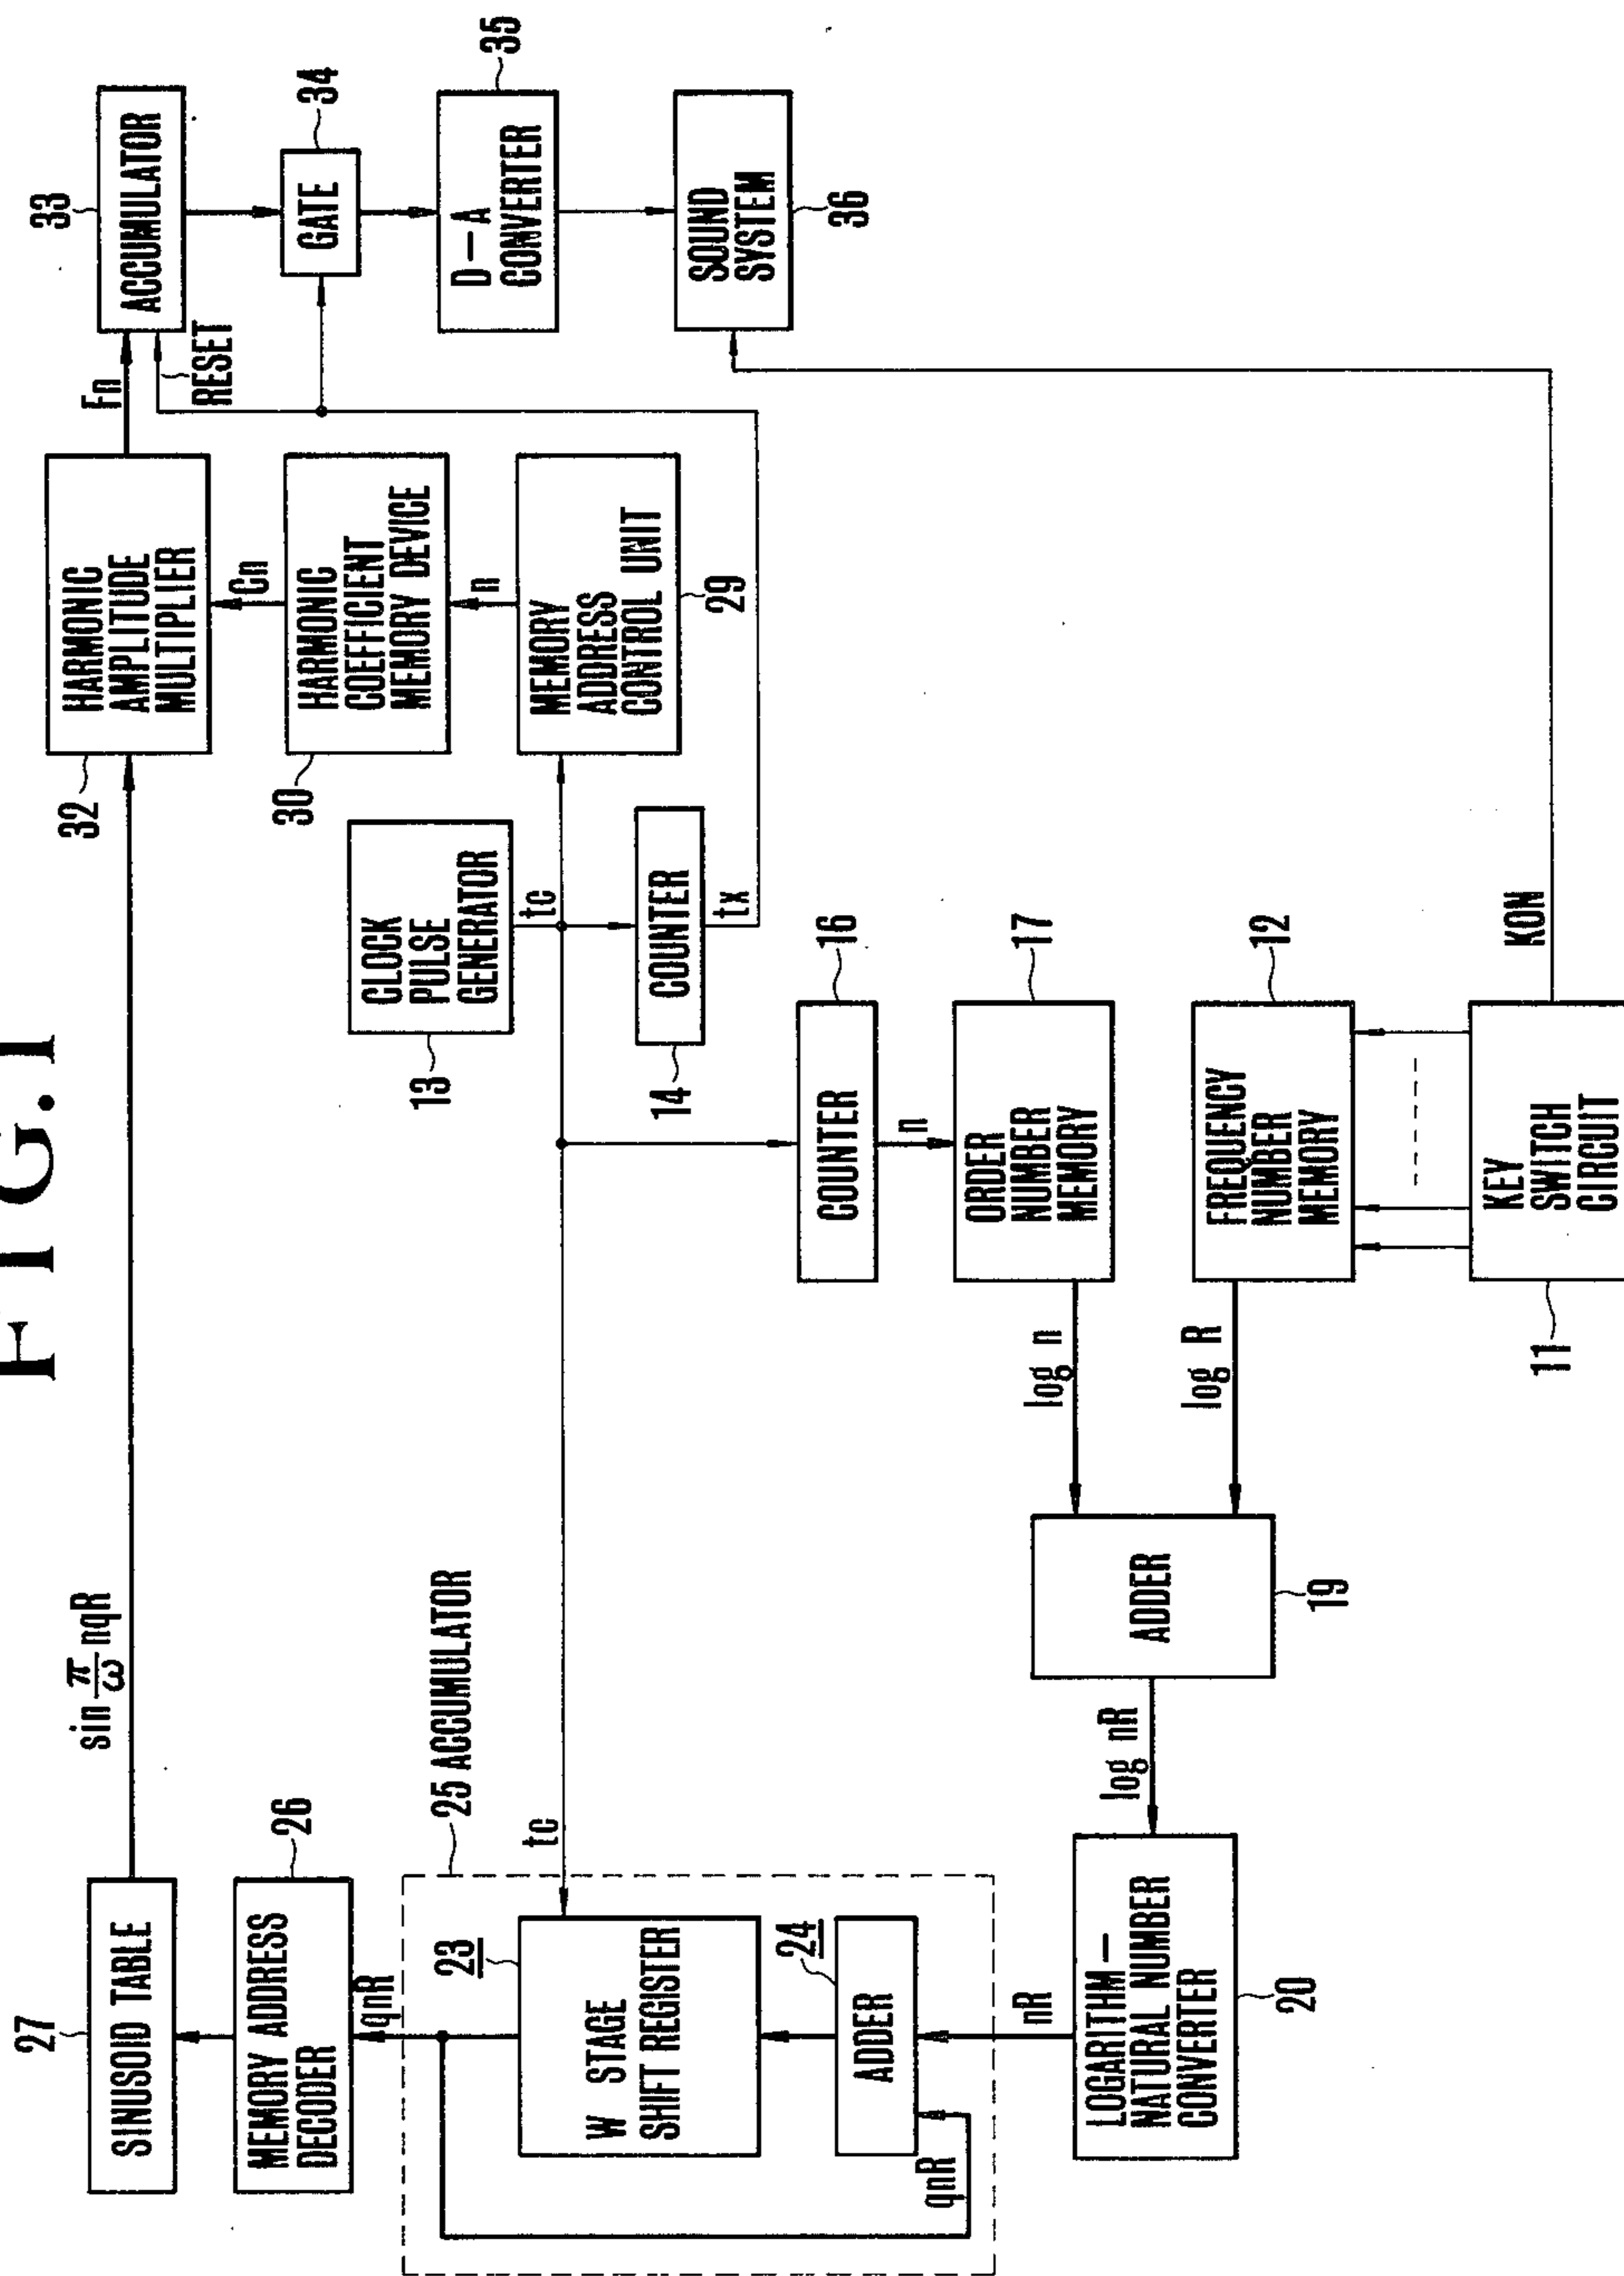 FIG.1
27
SINUSOID TABLE
sin π/ω nqR
26
MEMORY ADDRESS
DECODER
qnR
25 ACCUMULATOR
23
W STAGE
SHIFT REGISTER
tc
24
ADDER
qnR
nR
LOGARITHM—
NATURAL NUMBER
CONVERTER
20
log nR
ADDER
19
log n
log R
COUNTER
16
n
ORDER
NUMBER
MEMORY
17
FREQUENCY
NUMBER
MEMORY
12
KEY
SWITCH
CIRCUIT
11
KON
13
CLOCK
PULSE
GENERATOR
tc
14
COUNTER
tx
32
HARMONIC
AMPLITUDE
MULTIPLIER
Fn
Cn
30
HARMONIC
COEFFICIENT
MEMORY DEVICE
n
MEMORY
ADDRESS
CONTROL UNIT
29
33
ACCUMULATOR
RESET
GATE
34
D—A
CONVERTER
35
SOUND
SYSTEM
36